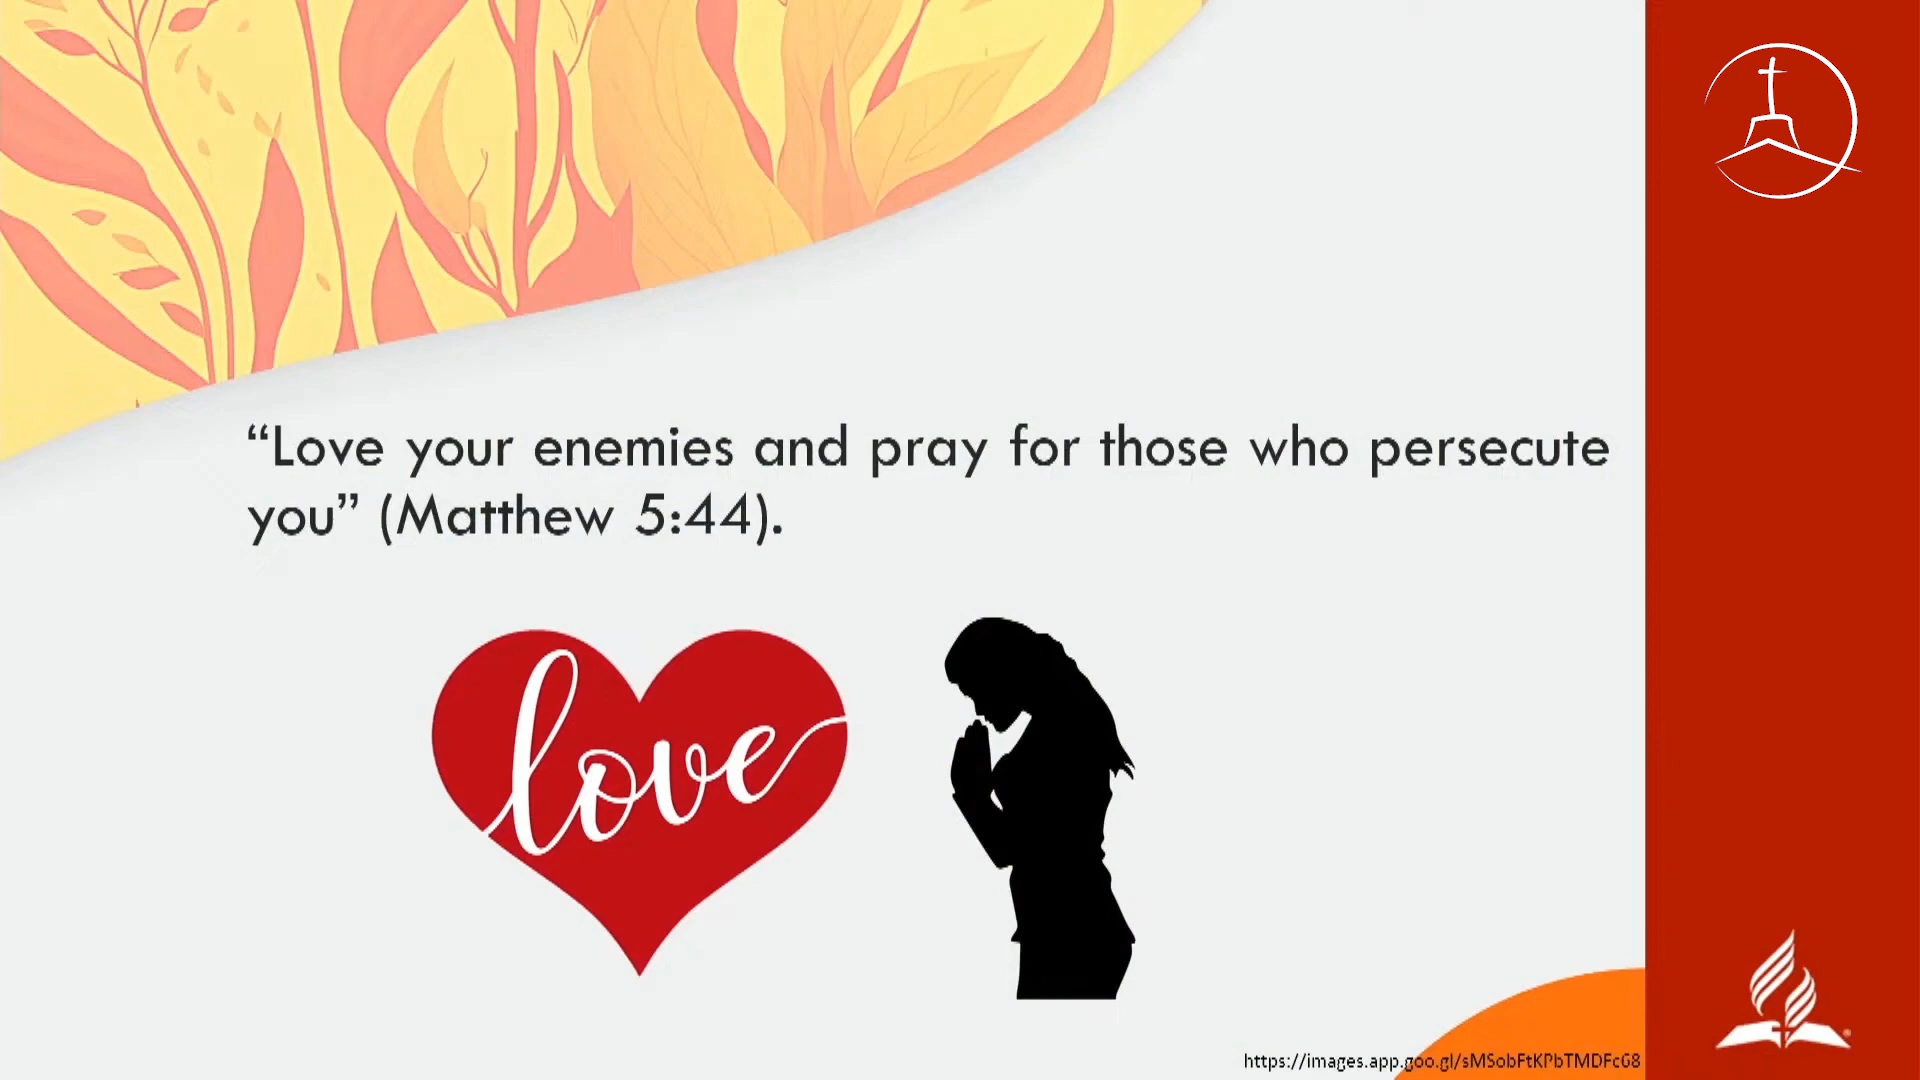 “Love your enemies and pray for those who persecute
you” (Matthew 5:44).
love
https://images.app.goo.gl/sMSobFtKPbTMDFcG8